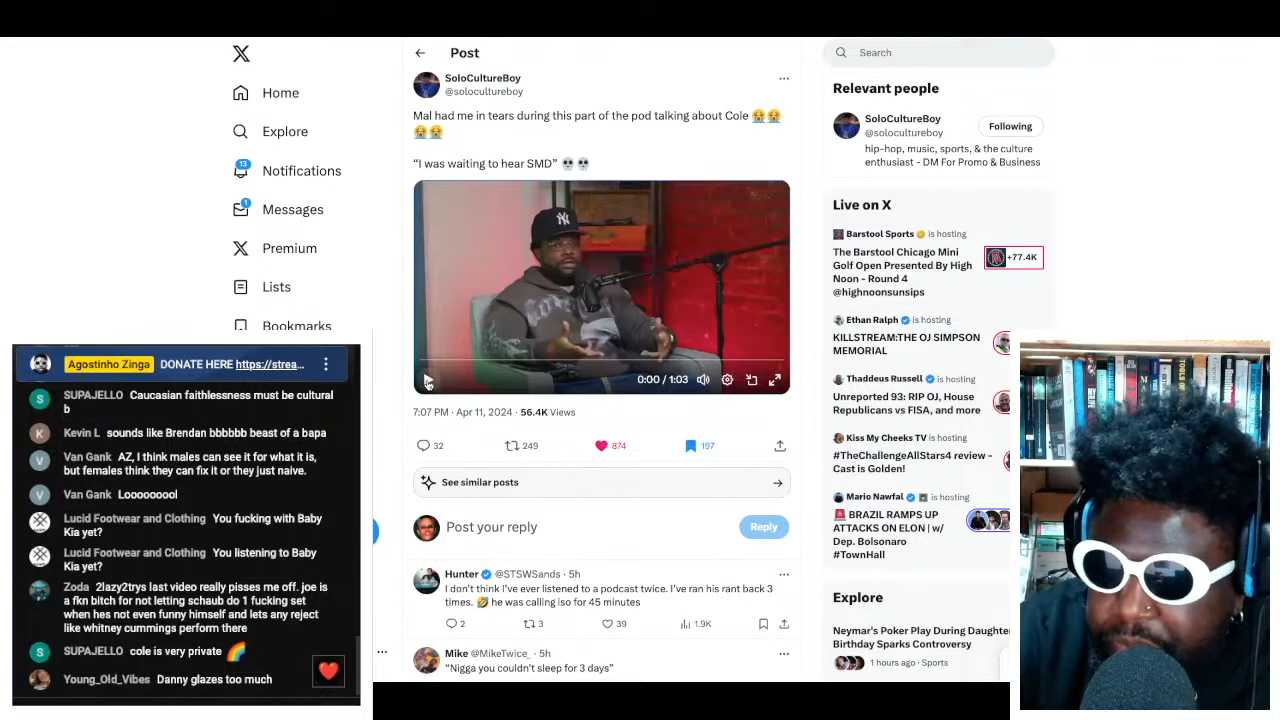 Home
Explore
13
Notifications
1
Messages
Premium
Lists
Bookmarks
Post
SoloCultureBoy
@solocultureboy
Mal had me in tears during this part of the pod talking about Cole 😭😭
😭😭
“I was waiting to hear SMD” 💀💀
0:00 / 1:03
7:07 PM · Apr 11, 2024 · 56.4K Views
32
249
874
197
See similar posts
Post your reply
Reply
Hunter @STSWSands · 5h
I don't think I've ever listened to a podcast twice. I've ran his rant back 3
times. 🤣 he was calling iso for 45 minutes
2
3
39
1.9K
Mike @MikeTwice_ · 5h
“Nigga you couldn't sleep for 3 days”
Search
Relevant people
SoloCultureBoy
@solocultureboy
Following
hip-hop, music, sports, & the culture
enthusiast - DM For Promo & Business
Live on X
Barstool Sports is hosting
The Barstool Chicago Mini
Golf Open Presented By High
Noon - Round 4
@highnoonsunsips
+77.4K
Ethan Ralph is hosting
KILLSTREAM:THE OJ SIMPSON
MEMORIAL
Thaddeus Russell is hosting
Unreported 93: RIP OJ, House
Republicans vs FISA, and more
Kiss My Cheeks TV is hosting
#TheChallengeAllStars4 review -
Cast is Golden!
Mario Nawfal is hosting
🚨 BRAZIL RAMPS UP
ATTACKS ON ELON | w/
Dep. Bolsonaro
#TownHall
Explore
Neymar's Poker Play During Daughter
Birthday Sparks Controversy
1 hours ago · Sports
Agostinho Zinga DONATE HERE https://strea...
SUPAJELLO Caucasian faithlessness must be cultural
b
Kevin L sounds like Brendan bbbbbb beast of a bapa
Van Gank AZ, I think males can see it for what it is,
but females think they can fix it or they just naive.
Van Gank Looooooool
Lucid Footwear and Clothing You fucking with Baby
Kia yet?
Lucid Footwear and Clothing You listening to Baby
Kia yet?
Zoda 2lazy2trys last video really pisses me off. joe is
a fkn bitch for not letting schaub do 1 fucking set
when hes not even funny himself and lets any reject
like whitney cummings perform there
SUPAJELLO cole is very private 🌈
Young_Old_Vibes Danny glazes too much